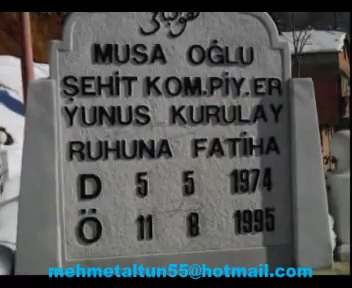 MUSA OĞLU
ŞEHİT KOM.PİY.ER
YUNUS KURULAY
RUHUNA FATİHA
D 5 5 1974
Ö 11 8 1995
mehmetaltun55@hotmail.com